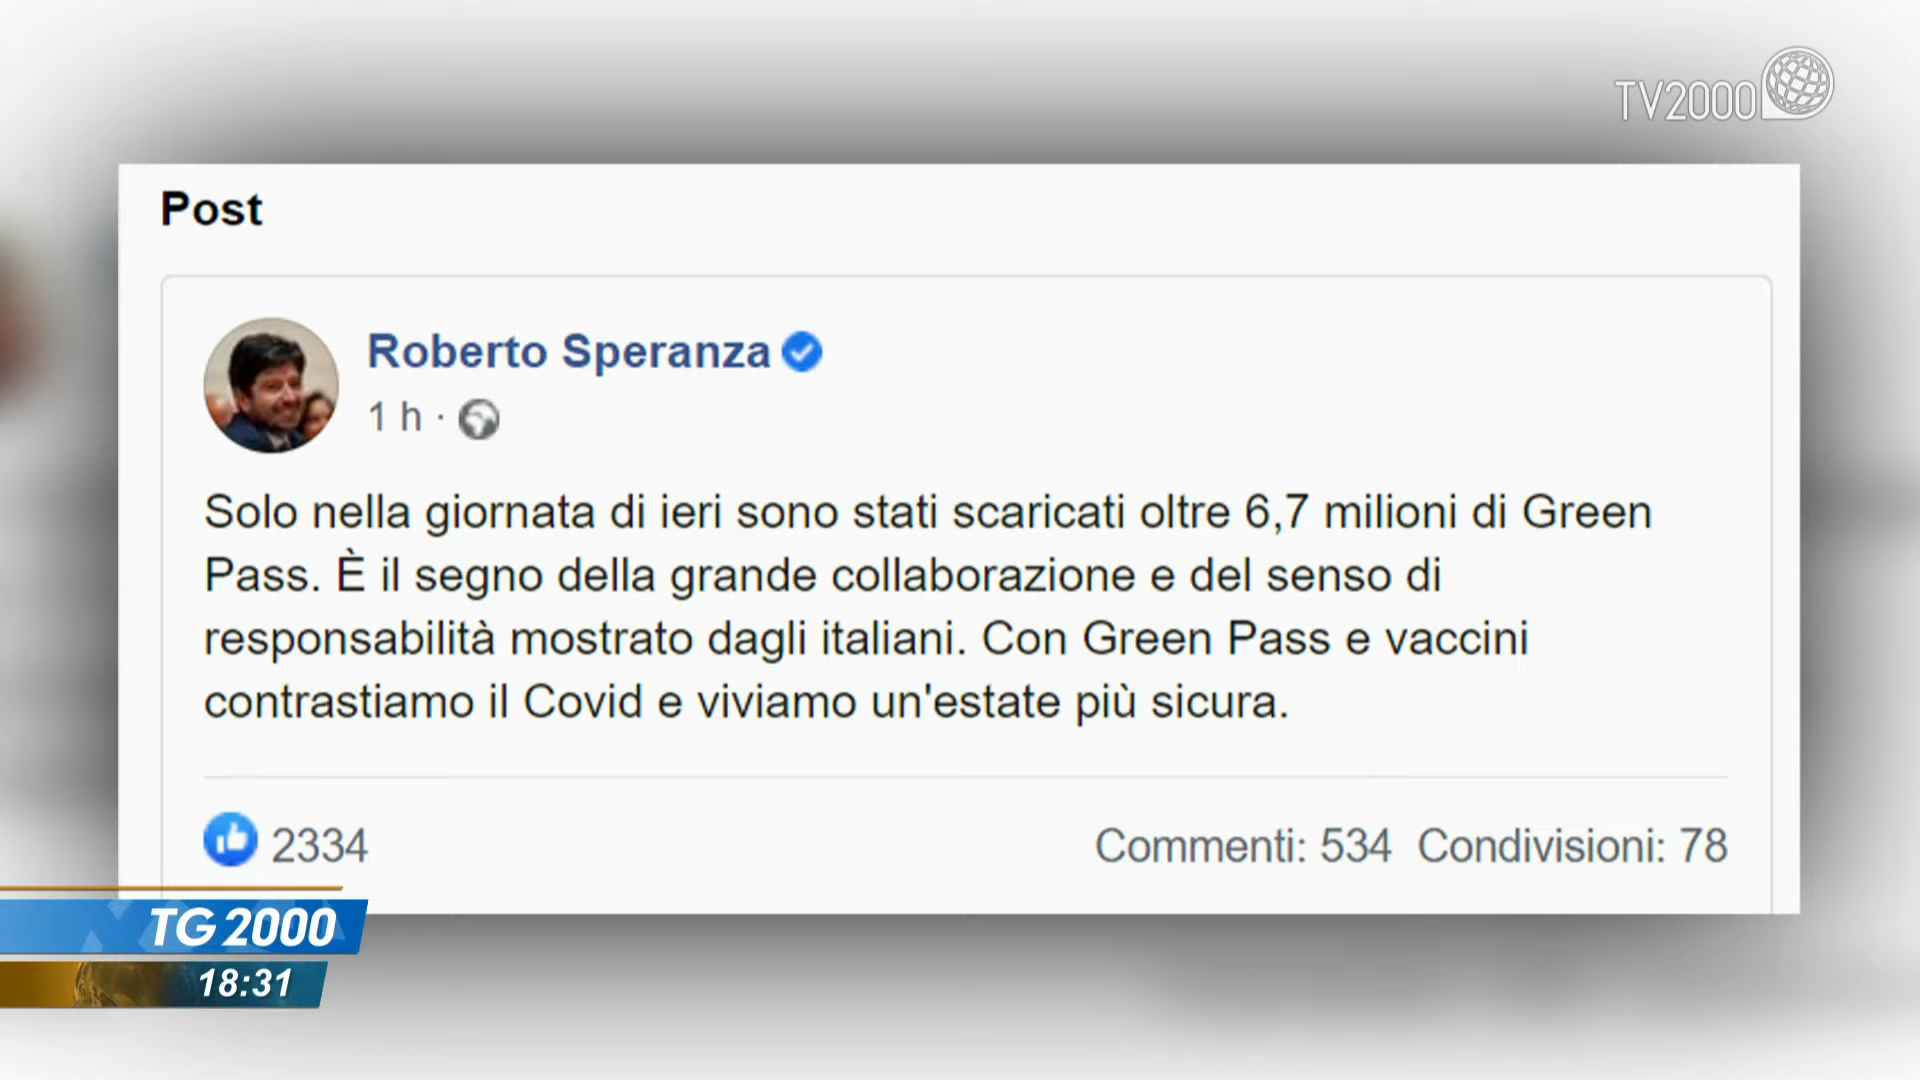 TV2000
Post
Roberto Speranza
1 h ·
Solo nella giornata di ieri sono stati scaricati oltre 6,7 milioni di Green
Pass. È il segno della grande collaborazione e del senso di
responsabilità mostrato dagli italiani. Con Green Pass e vaccini
contrastiamo il Covid e viviamo un'estate più sicura.
2334 Commenti: 534 Condivisioni: 78
TG 2000
18:31